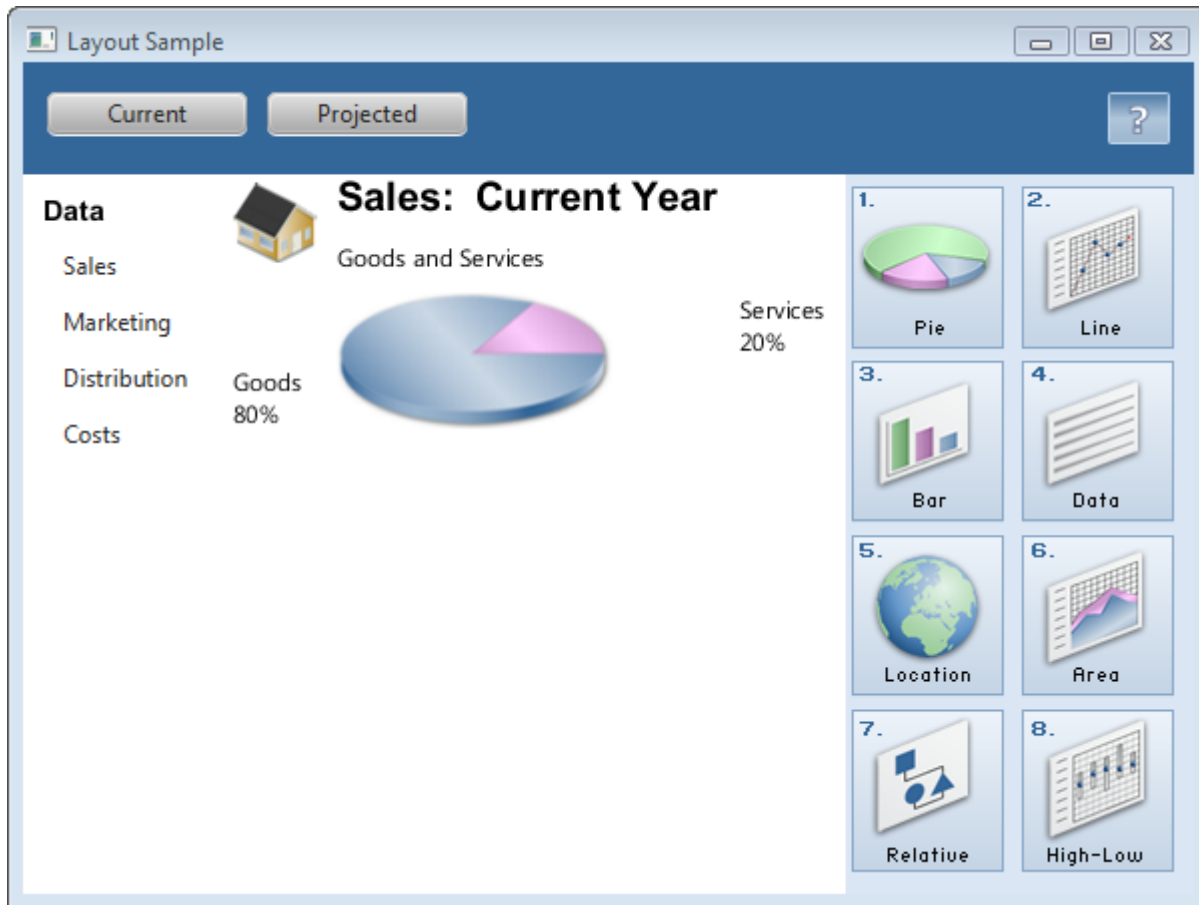 Layout Sample
Current
Projected
?
Data
Sales
Marketing
Distribution
Costs
Sales:  Current Year
Goods and Services
Goods
80%
Services
20%
1.
Pie
2.
Line
3.
Bar
4.
Data
5.
Location
6.
Area
7.
Relative
8.
High-Low